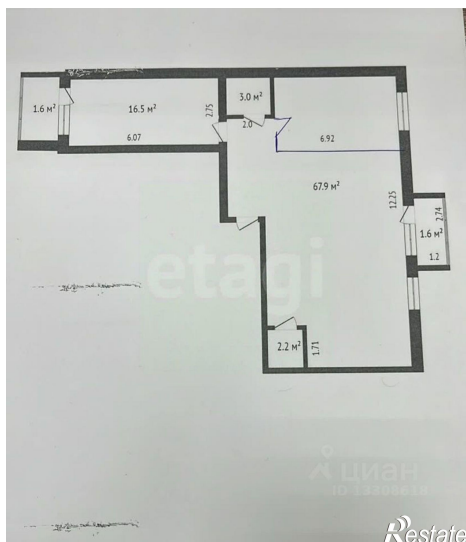 1.6 м²
16.5 м²
6.07
2.75
3.0 м²
2.0
6.92
67.9 м²
12.25
2.74
1.6 м²
1.2
etagi
2.2 м²
1.71
циан
Restate